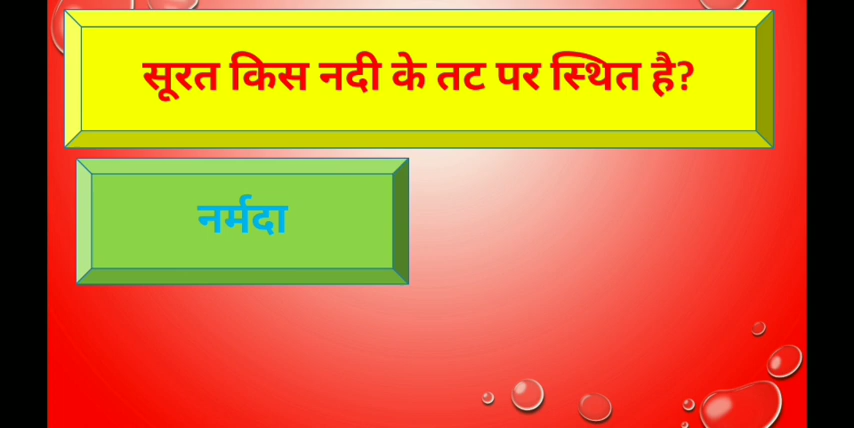 सूरत किस नदी के तट पर स्थित है?
नर्मदा